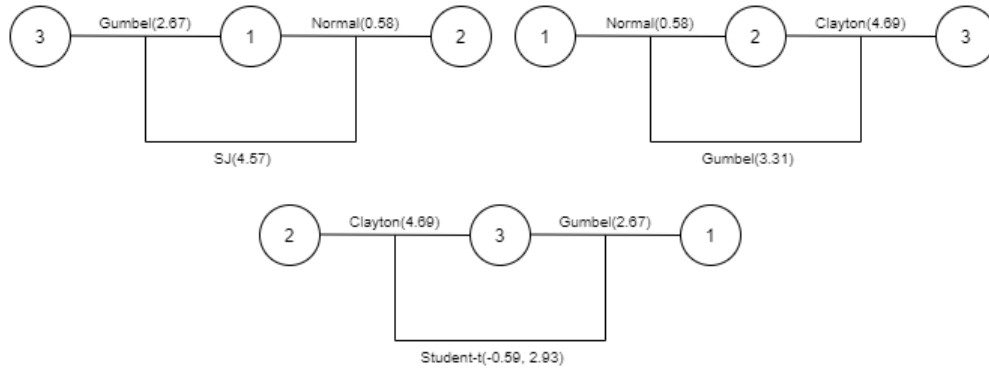 Gumbel(2.67) Normal(0.58)
3 1 2
SJ(4.57)
Normal(0.58) Clayton(4.69)
1 2 3
Gumbel(3.31)
Clayton(4.69) Gumbel(2.67)
2 3 1
Student-t(-0.59, 2.93)